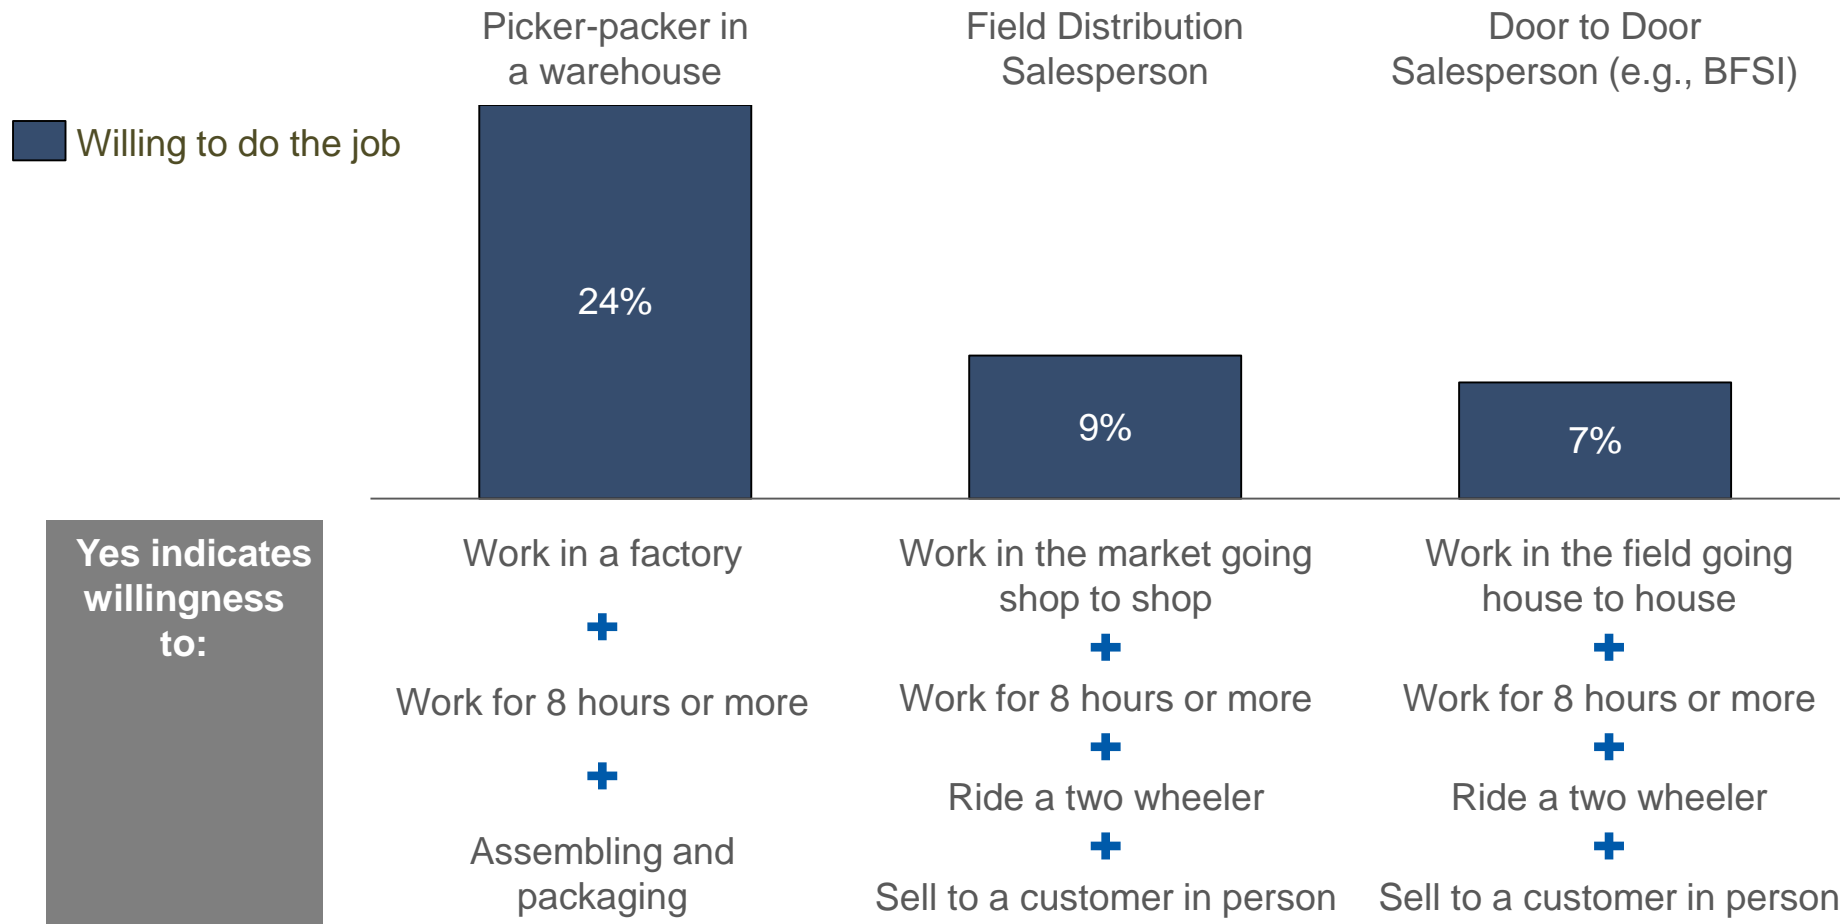 Picker-packer in
a warehouse
Field Distribution
Salesperson
Door to Door
Salesperson (e.g., BFSI)
Willing to do the job
24%
9%
7%
Yes indicates
willingness
to:
Work in a factory
+
Work for 8 hours or more
+
Assembling and
packaging
Work in the market going
shop to shop
+
Work for 8 hours or more
+
Ride a two wheeler
+
Sell to a customer in person
Work in the field going
house to house
+
Work for 8 hours or more
+
Ride a two wheeler
+
Sell to a customer in person